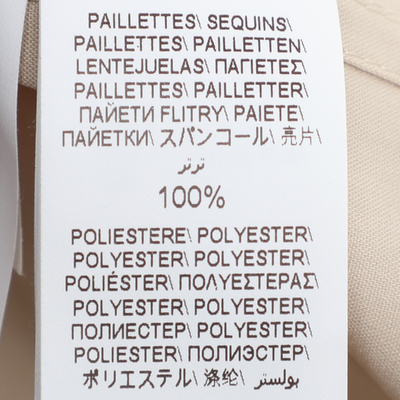 PAILLETTES\ SEQUINS\
PAILLETTES\ PAILLETTEN\
LENTEJUELAS\ ΠΑΓΙΕΤΕΣ\
PAILLETTES\ PAILLETTER\
ПАЙЕТИ\ FLITRY\ PAIETE\
ПАЙЕТКИ\ スパンコール\ 亮片\
ترتر
100%
POLIESTERE\ POLYESTER\
POLYESTER\ POLYESTER\
POLIÉSTER\ ΠΟΛΥΕΣΤΕΡΑΣ\
POLYESTER\ POLYESTER\
ПОЛИЕСТЕР\ POLYESTER\
POLIESTER\ ПОЛИЭСТЕР\
ポリエステル\ 涤纶\ بولستر